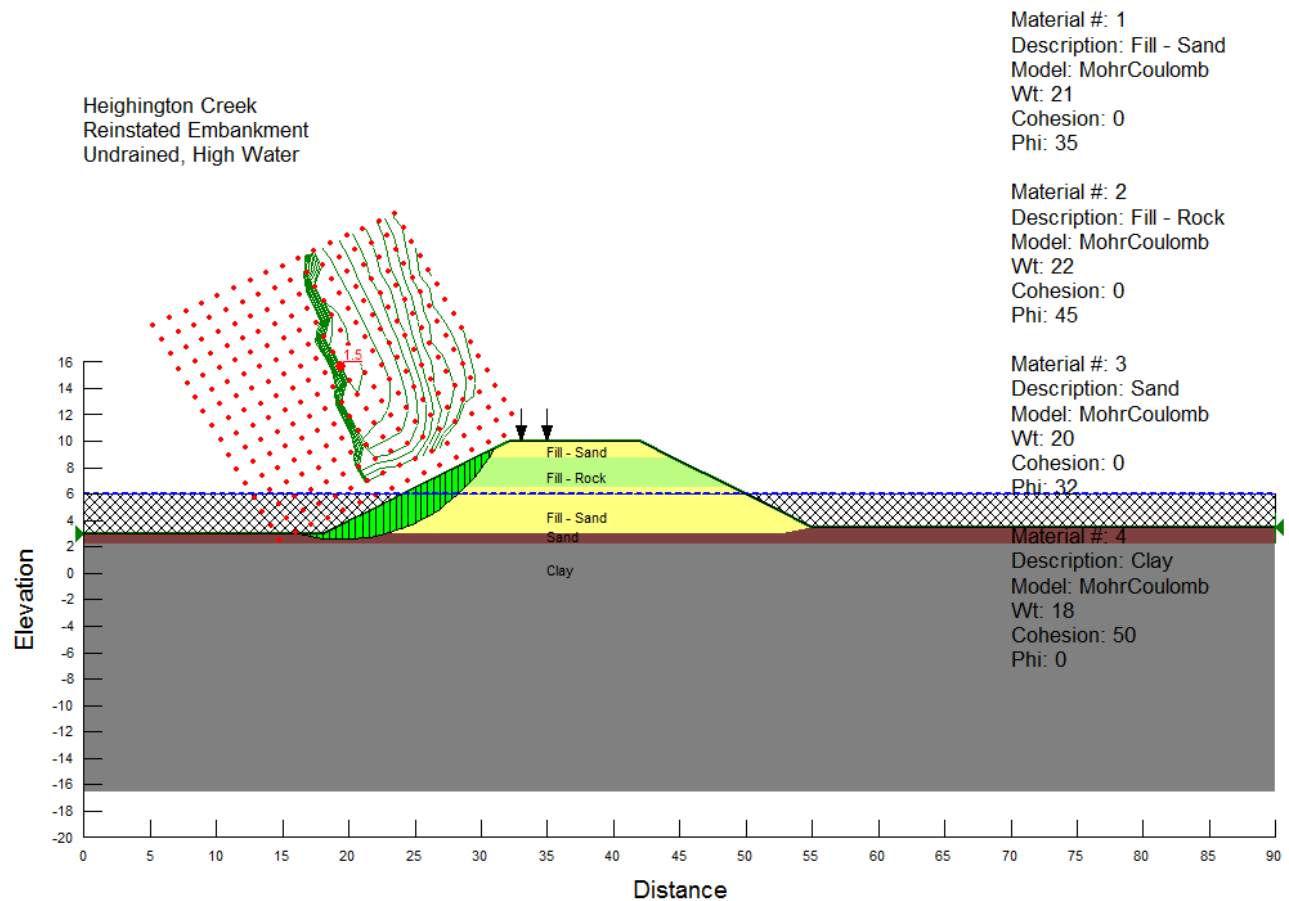 Material #: 1
Description: Fill - Sand
Model: MohrCoulomb
Wt: 21
Cohesion: 0
Phi: 35
Heighington Creek
Reinstated Embankment
Undrained, High Water
Material #: 2
Description: Fill - Rock
Model: MohrCoulomb
Wt: 22
Cohesion: 0
Phi: 45
Material #: 3
Description: Sand
Model: MohrCoulomb
Wt: 20
Cohesion: 0
Phi: 32
Material #: 4
Description: Clay
Model: MohrCoulomb
Wt: 18
Cohesion: 50
Phi: 0
1.5
Fill - Sand
Fill - Rock
Fill - Sand
Sand
Clay
Elevation
16
14
12
10
8
6
4
2
0
-2
-4
-6
-8
-10
-12
-14
-16
-18
-20
0 5 10 15 20 25 30 35 40 45 50 55 60 65 70 75 80 85 90
Distance